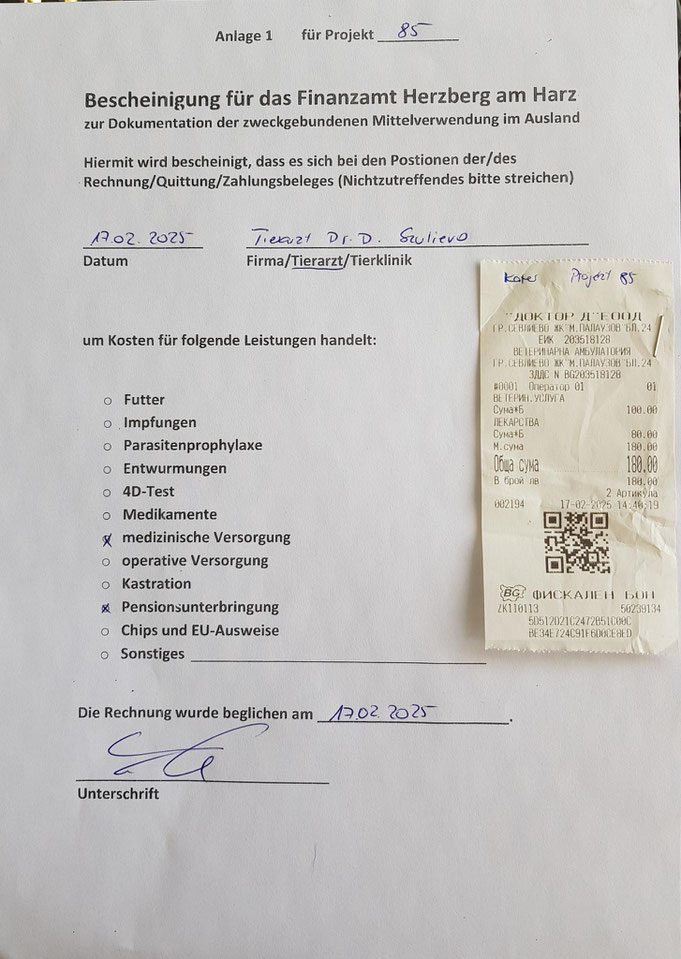 Anlage 1 für Projekt 85
Bescheinigung für das Finanzamt Herzberg am Harz
zur Dokumentation der zweckgebundenen Mittelverwendung im Ausland
Hiermit wird bescheinigt, dass es sich bei den Postionen der/des
Rechnung/Quittung/Zahlungsbeleges (Nichtzutreffendes bitte streichen)
17.02.2025 Tierarzt Dr. D.
Datum Firma/Tierarzt/Tierklinik
um Kosten für folgende Leistungen handelt:
Futter
Impfungen
Parasitenprophylaxe
Entwurmungen
4D-Test
Medikamente
medizinische Versorgung
operative Versorgung
Kastration
Pensionsunterbringung
Chips und EU-Ausweise
Sonstiges
Die Rechnung wurde beglichen am 17.02.2025.
Unterschrift
Projekt 85
"ДОКТОР Д" ЕООД
ГР.СЕВЛИЕВО ЖК"М.ПАЛАУЗОВ"БЛ.24
ЕИК 203518128
ВЕТЕРИНАРНА АМБУЛАТОРИЯ
ГР.СЕВЛИЕВО ЖК"М.ПАЛАУЗОВ"БЛ.24
ЗДДС N BG203518128
#0001 Оператор 01 01
ВЕТЕРИН.УСЛУГА
Сума*Б 100.00
ЛЕКАРСТВА
Сума*Б 80.00
М.сума 180.00
Обща сума 180.00
В брой лв 180.00
2 Артикула
002194 17-02-2025 14:40:19
BG ФИСКАЛЕН БОН
ZK110113 50239134